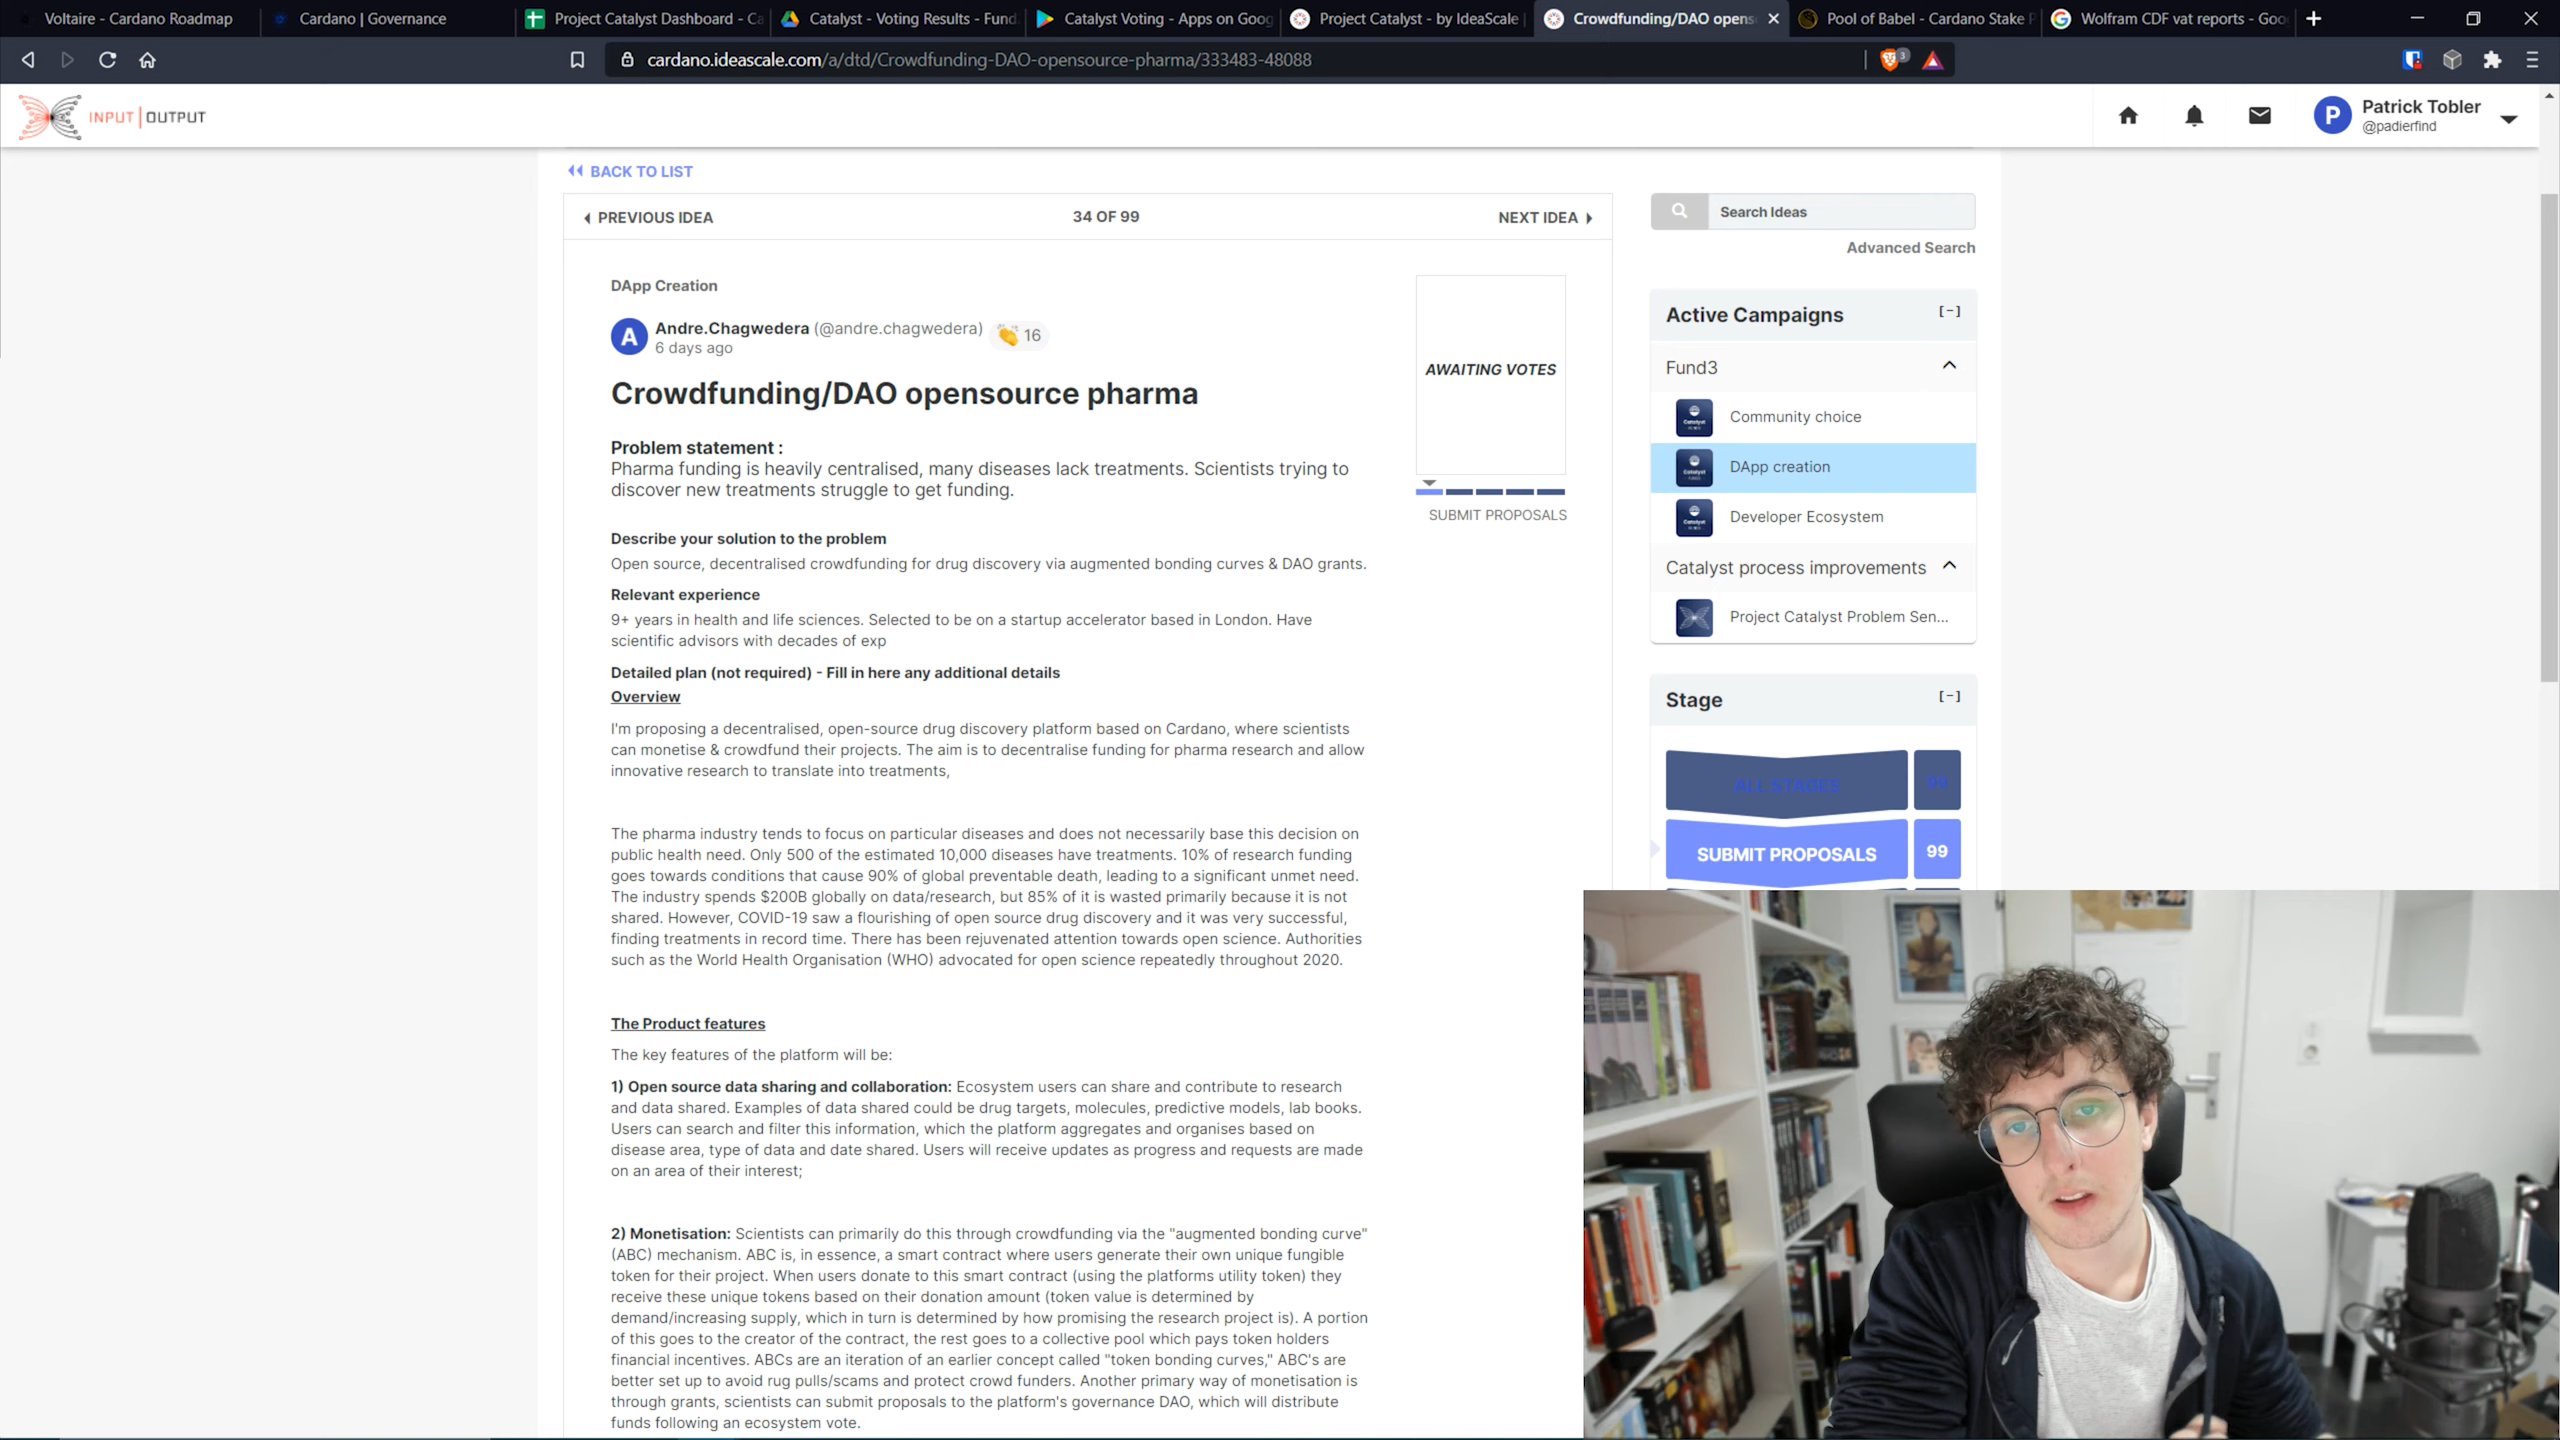 Voltaire - Cardano Roadmap
Cardano | Governance
Project Catalyst Dashboard - Ca
Catalyst - Voting Results - Fund
Catalyst Voting - Apps on Goog
Project Catalyst - by IdeaScale
Crowdfunding/DAO opens
Pool of Babel - Cardano Stake P
Wolfram CDF vat reports - Goo
cardano.ideascale.com/a/dtd/Crowdfunding-DAO-opensource-pharma/333483-48088
3
INPUT | OUTPUT
P
Patrick Tobler
@padierfind
BACK TO LIST
PREVIOUS IDEA
34 OF 99
NEXT IDEA
Search Ideas
Advanced Search
DApp Creation
A
Andre.Chagwedera (@andre.chagwedera) 16
6 days ago
AWAITING VOTES
SUBMIT PROPOSALS
Crowdfunding/DAO opensource pharma
Problem statement :
Pharma funding is heavily centralised, many diseases lack treatments. Scientists trying to
discover new treatments struggle to get funding.
Describe your solution to the problem
Open source, decentralised crowdfunding for drug discovery via augmented bonding curves & DAO grants.
Relevant experience
9+ years in health and life sciences. Selected to be on a startup accelerator based in London. Have
scientific advisors with decades of exp
Detailed plan (not required) - Fill in here any additional details
Overview
I'm proposing a decentralised, open-source drug discovery platform based on Cardano, where scientists
can monetise & crowdfund their projects. The aim is to decentralise funding for pharma research and allow
innovative research to translate into treatments,
The pharma industry tends to focus on particular diseases and does not necessarily base this decision on
public health need. Only 500 of the estimated 10,000 diseases have treatments. 10% of research funding
goes towards conditions that cause 90% of global preventable death, leading to a significant unmet need.
The industry spends $200B globally on data/research, but 85% of it is wasted primarily because it is not
shared. However, COVID-19 saw a flourishing of open source drug discovery and it was very successful,
finding treatments in record time. There has been rejuvenated attention towards open science. Authorities
such as the World Health Organisation (WHO) advocated for open science repeatedly throughout 2020.
The Product features
The key features of the platform will be:
1) Open source data sharing and collaboration: Ecosystem users can share and contribute to research
and data shared. Examples of data shared could be drug targets, molecules, predictive models, lab books.
Users can search and filter this information, which the platform aggregates and organises based on
disease area, type of data and date shared. Users will receive updates as progress and requests are made
on an area of their interest;
2) Monetisation: Scientists can primarily do this through crowdfunding via the "augmented bonding curve"
(ABC) mechanism. ABC is, in essence, a smart contract where users generate their own unique fungible
token for their project. When users donate to this smart contract (using the platforms utility token) they
receive these unique tokens based on their donation amount (token value is determined by
demand/increasing supply, which in turn is determined by how promising the research project is). A portion
of this goes to the creator of the contract, the rest goes to a collective pool which pays token holders
financial incentives. ABCs are an iteration of an earlier concept called "token bonding curves," ABC's are
better set up to avoid rug pulls/scams and protect crowd funders. Another primary way of monetisation is
through grants, scientists can submit proposals to the platform's governance DAO, which will distribute
funds following an ecosystem vote.
Active Campaigns [-]
Fund3
Community choice
DApp creation
Developer Ecosystem
Catalyst process improvements
Project Catalyst Problem Sen...
Stage [-]
ALL STAGES 99
SUBMIT PROPOSALS 99